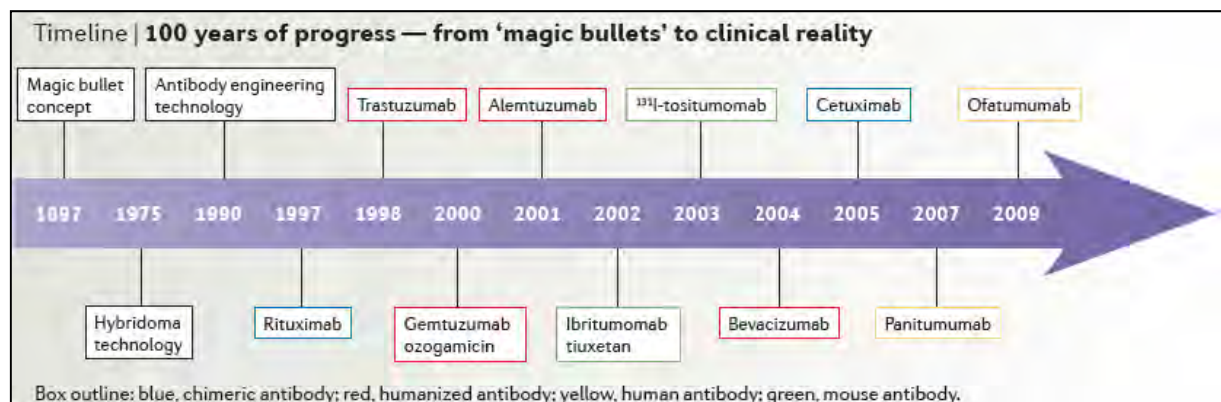 Timeline | 100 years of progress — from ‘magic bullets’ to clinical reality
Magic bullet
concept
Antibody engineering
technology
Trastuzumab
Alemtuzumab
¹³¹I-tositumomab
Cetuximab
Ofatumumab
1897 1975 1990 1997 1998 2000 2001 2002 2003 2004 2005 2007 2009
Hybridoma
technology
Rituximab
Gemtuzumab
ozogamicin
Ibritumomab
tiuxetan
Bevacizumab
Panitumumab
Box outline: blue, chimeric antibody; red, humanized antibody; yellow, human antibody; green, mouse antibody.